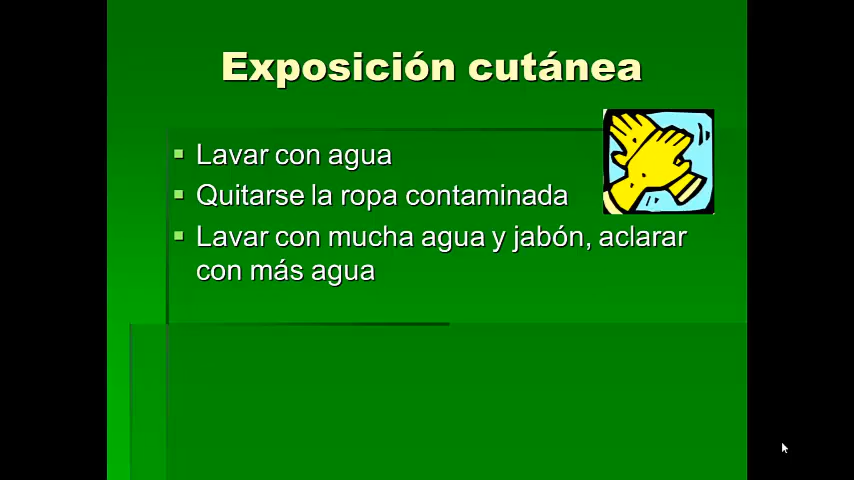 Exposición cutánea
Lavar con agua
Quitarse la ropa contaminada
Lavar con mucha agua y jabón, aclarar
con más agua